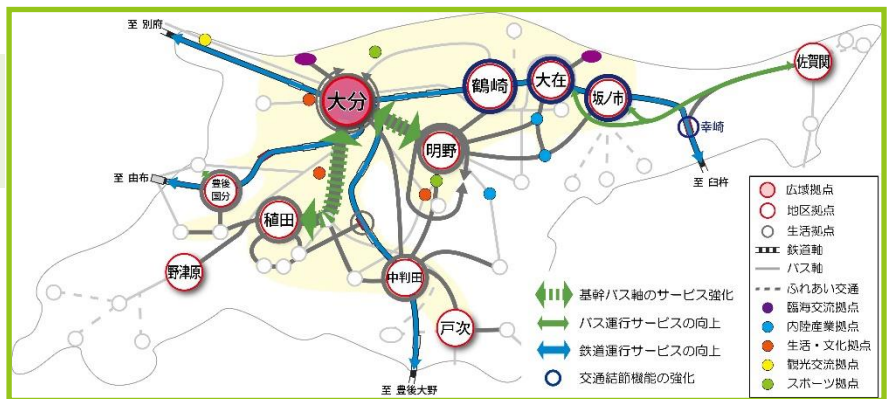 至 別府
大分
鶴崎
大在
坂ノ市
佐賀関
幸崎
明野
至 臼杵
至 由布
豊後
国分
稙田
野津原
中判田
戸次
至 豊後大野
基幹バス軸のサービス強化
バス運行サービスの向上
鉄道運行サービスの向上
交通結節機能の強化
広域拠点
地区拠点
生活拠点
鉄道軸
バス軸
ふれあい交通
臨海交流拠点
内陸産業拠点
生活・文化拠点
観光交流拠点
スポーツ拠点